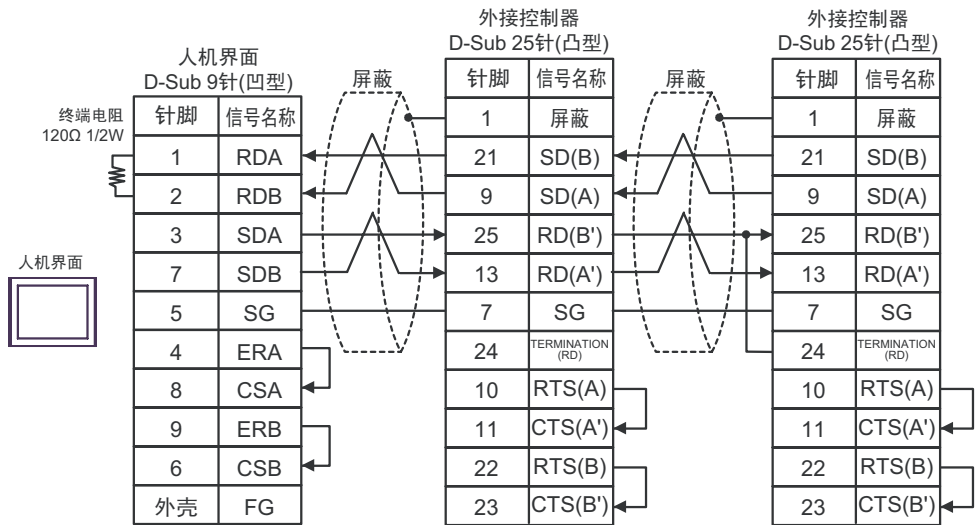 人机界面
D-Sub 9针(凹型)
终端电阻
120Ω 1/2W
针脚 信号名称
1 RDA
2 RDB
3 SDA
7 SDB
5 SG
4 ERA
8 CSA
9 ERB
6 CSB
外壳 FG
人机界面
屏蔽
外接控制器
D-Sub 25针(凸型)
针脚 信号名称
1 屏蔽
21 SD(B)
9 SD(A)
25 RD(B')
13 RD(A')
7 SG
24 TERMINATION
(RD)
10 RTS(A)
11 CTS(A')
22 RTS(B)
23 CTS(B')
屏蔽
外接控制器
D-Sub 25针(凸型)
针脚 信号名称
1 屏蔽
21 SD(B)
9 SD(A)
25 RD(B')
13 RD(A')
7 SG
24 TERMINATION
(RD)
10 RTS(A)
11 CTS(A')
22 RTS(B)
23 CTS(B')